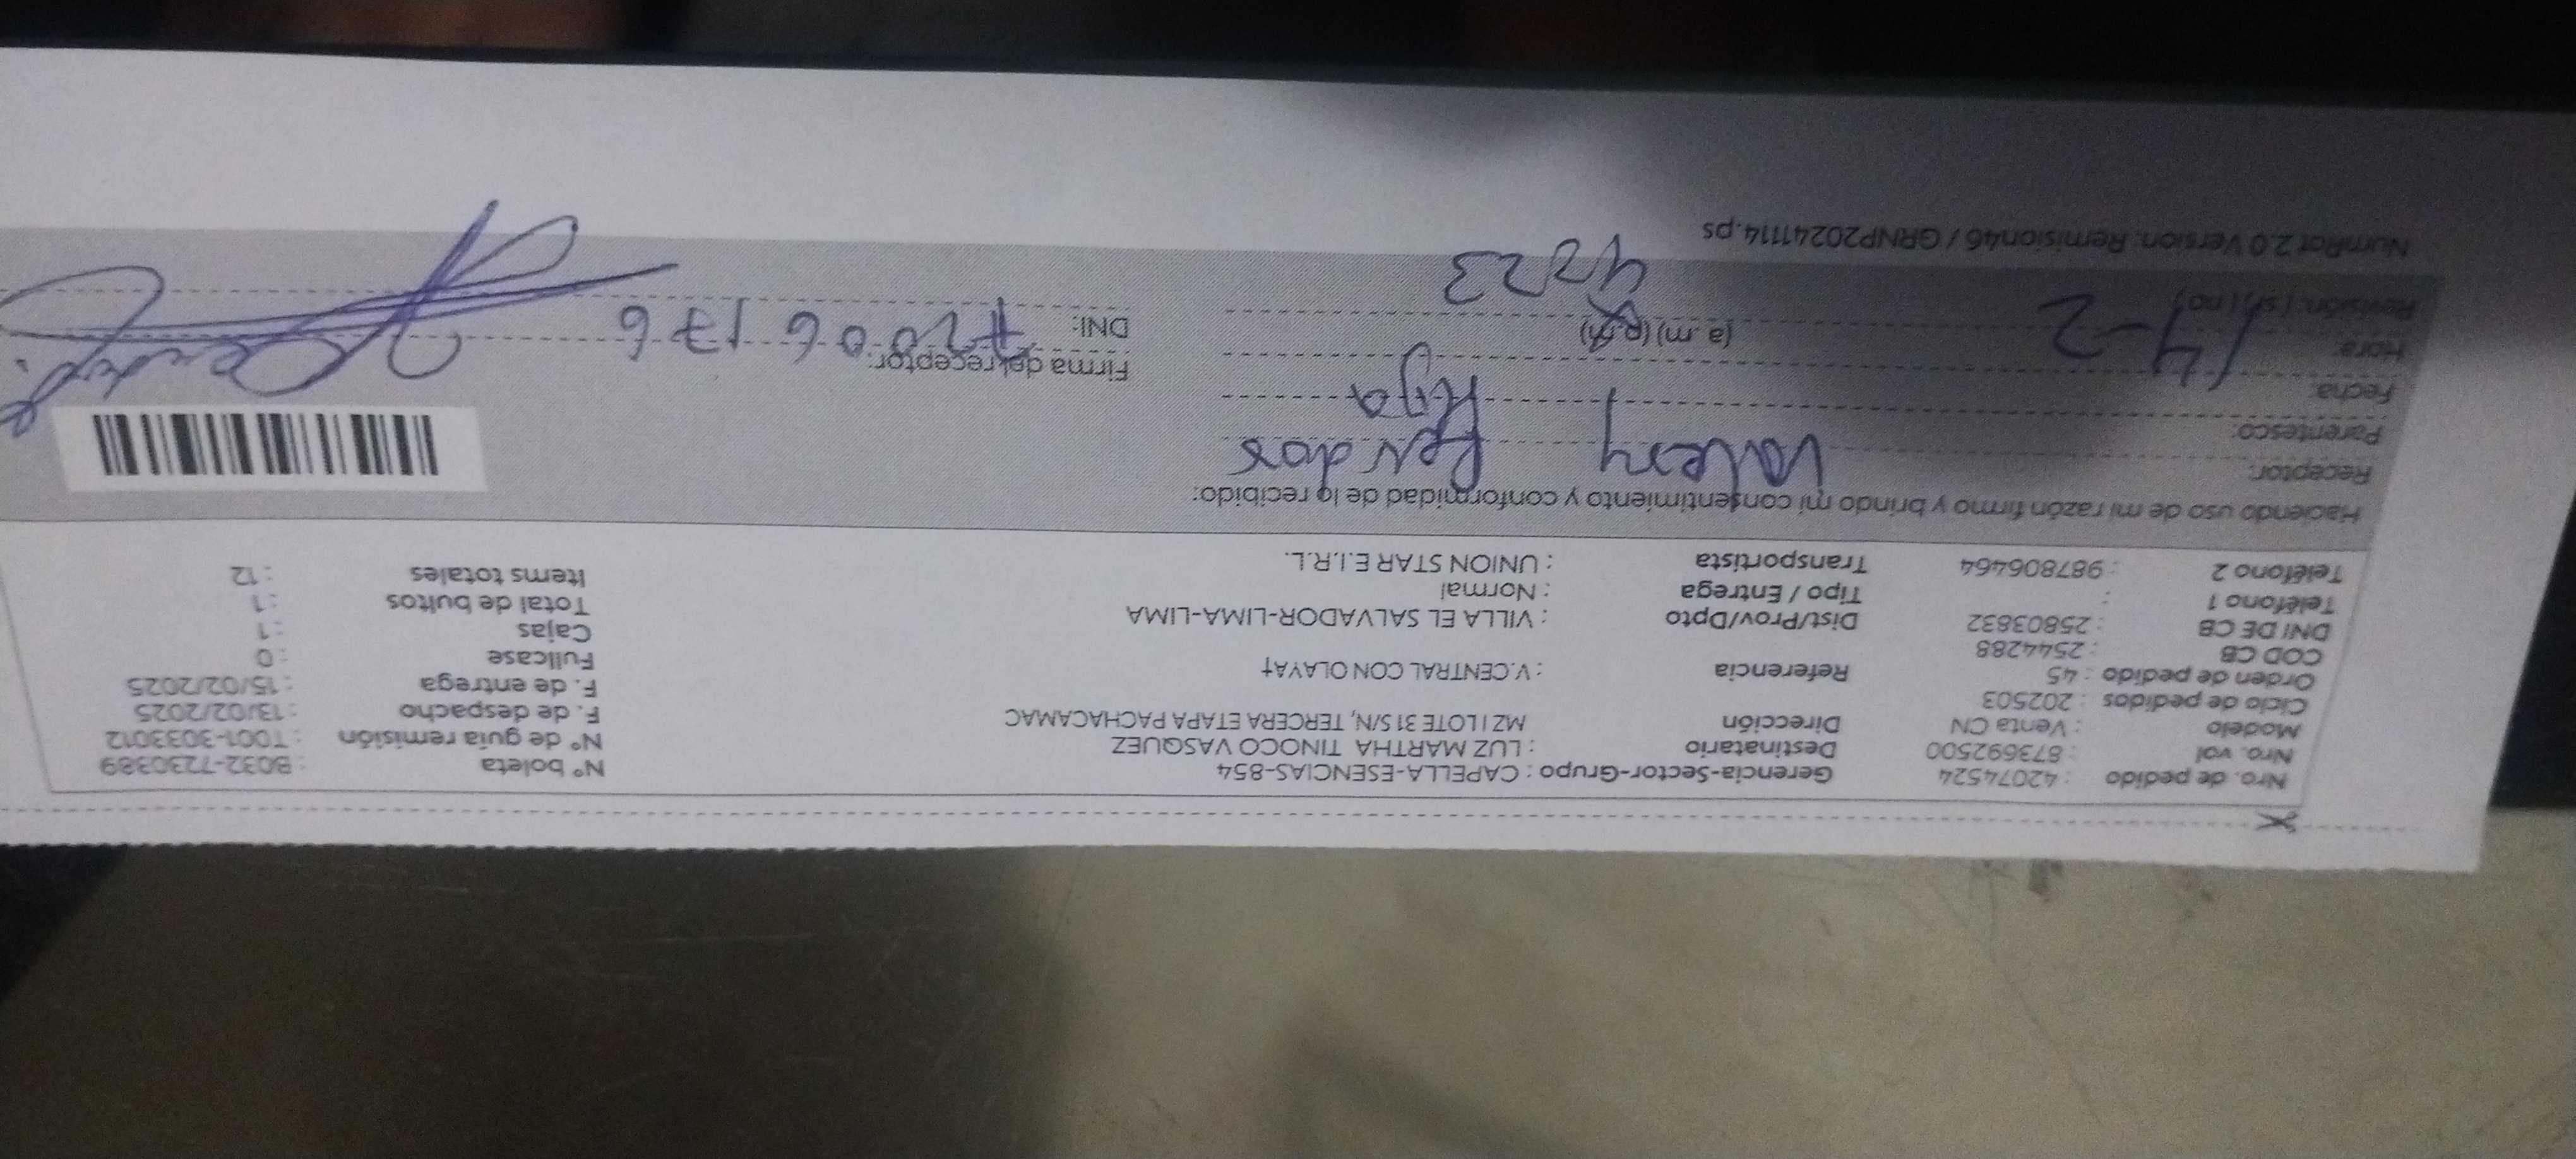 Nro. de pedido : 42074524 Gerencia-Sector-Grupo : CAPELLA-ESENCIAS-854 N° boleta : B032-7230389
Nro. vol : 873692500 Destinatario : LUZ MARTHA TINOCO VASQUEZ N° de guía remisión : T001-3033012
Modelo : Venta CN Dirección MZ I LOTE 31 S/N, TERCERA ETAPA PACHACAMAC F. de despacho : 13/02/2025
Ciclo de pedidos : 202503 F. de entrega : 15/02/2025
Orden de pedido : 45 Referencia : V.CENTRAL CON OLAYA† Fullcase : 0
COD CB : 2544288 Cajas : 1
DNI DE CB : 25803832 Dist/Prov/Dpto : VILLA EL SALVADOR-LIMA-LIMA Total de bultos : 1
Teléfono 1 : Tipo / Entrega : Normal Items totales : 12
Teléfono 2 : 987806464 Transportista : UNION STAR E.I.R.L.
Haciendo uso de mi razón firmo y brindo mi consentimiento y conformidad de lo recibido:
Receptor:
Parentesco: Hija
Fecha 14-2 Firma del receptor:
Hora: (a. m) (p. m) DNI:
Revisión: ( sí ) ( no ) 4023
NumRot 2.0 Version: Remision46 / GRNP20241114.ps